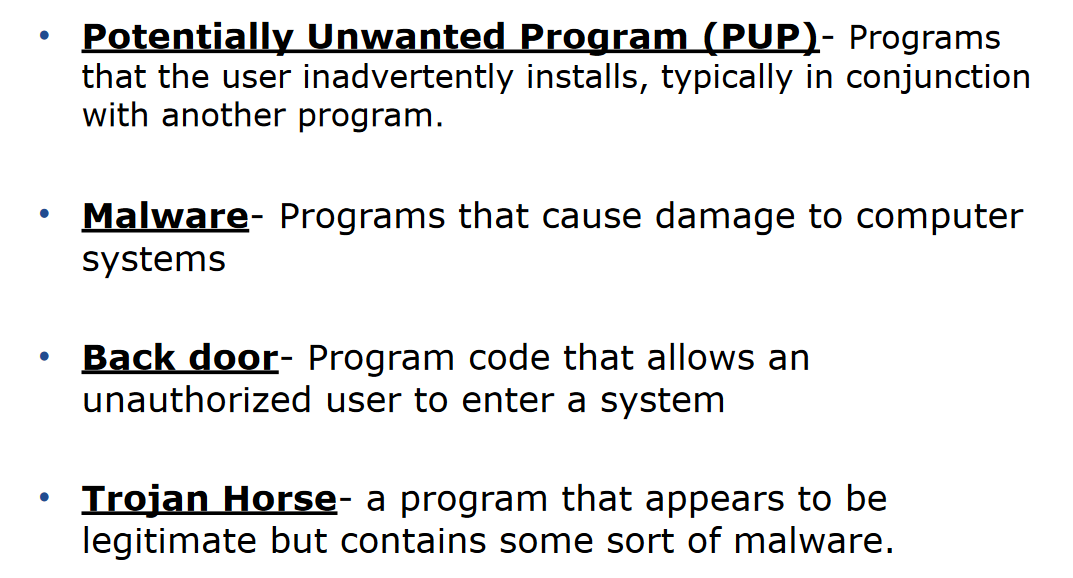 • Potentially Unwanted Program (PUP)- Programs
that the user inadvertently installs, typically in conjunction
with another program.
• Malware- Programs that cause damage to computer
systems
• Back door- Program code that allows an
unauthorized user to enter a system
• Trojan Horse- a program that appears to be
legitimate but contains some sort of malware.